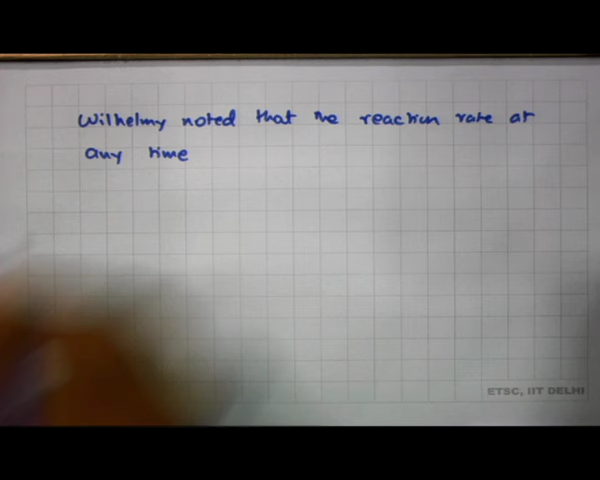 Wilhelmy noted that the reaction rate at
any time
ETSC, IIT DELHI